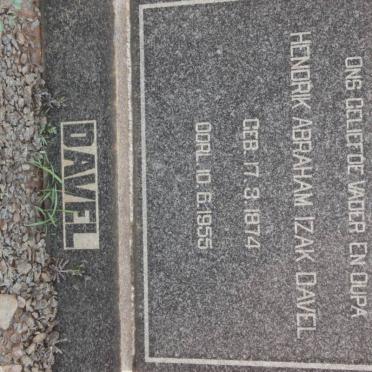 ONS GELIEFDE VADER EN OUPA
HENDRIK ABRAHAM IZAK DAVEL
GEB. 17. 3. 1874
OORL. 10. 6. 1955
DAVEL